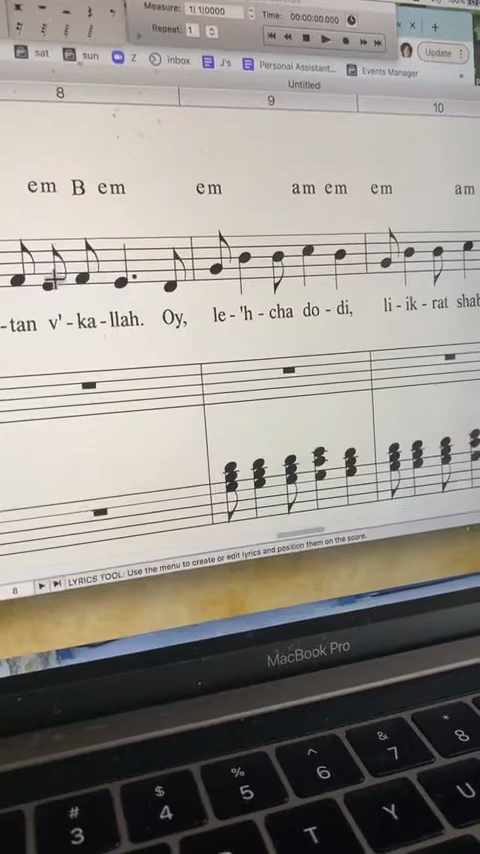 Measure: 1| 1|0000 Time: 00:00:00.000
Repeat: 1
Update
sat sun Z Inbox J's Personal Assistant... Events Manager
Untitled
8 9 10
em B em em am em em am
-tan v'-ka-llah. Oy, le-'h-cha do-di, li-ik-rat shab
8 LYRICS TOOL: Use the menu to create or edit lyrics and position them on the score.
MacBook Pro
# $ % ^ & *
3 4 5 6 7 8
T Y U